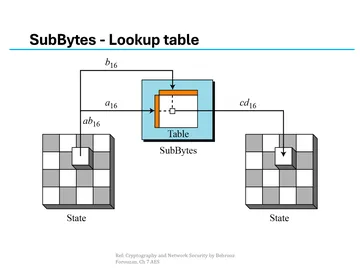 SubBytes - Lookup table
b16
a16
cd16
ab16
Table
SubBytes
State
State
Ref: Cryptography and Network Security by Behrouz
Forouzan, Ch 7 AES